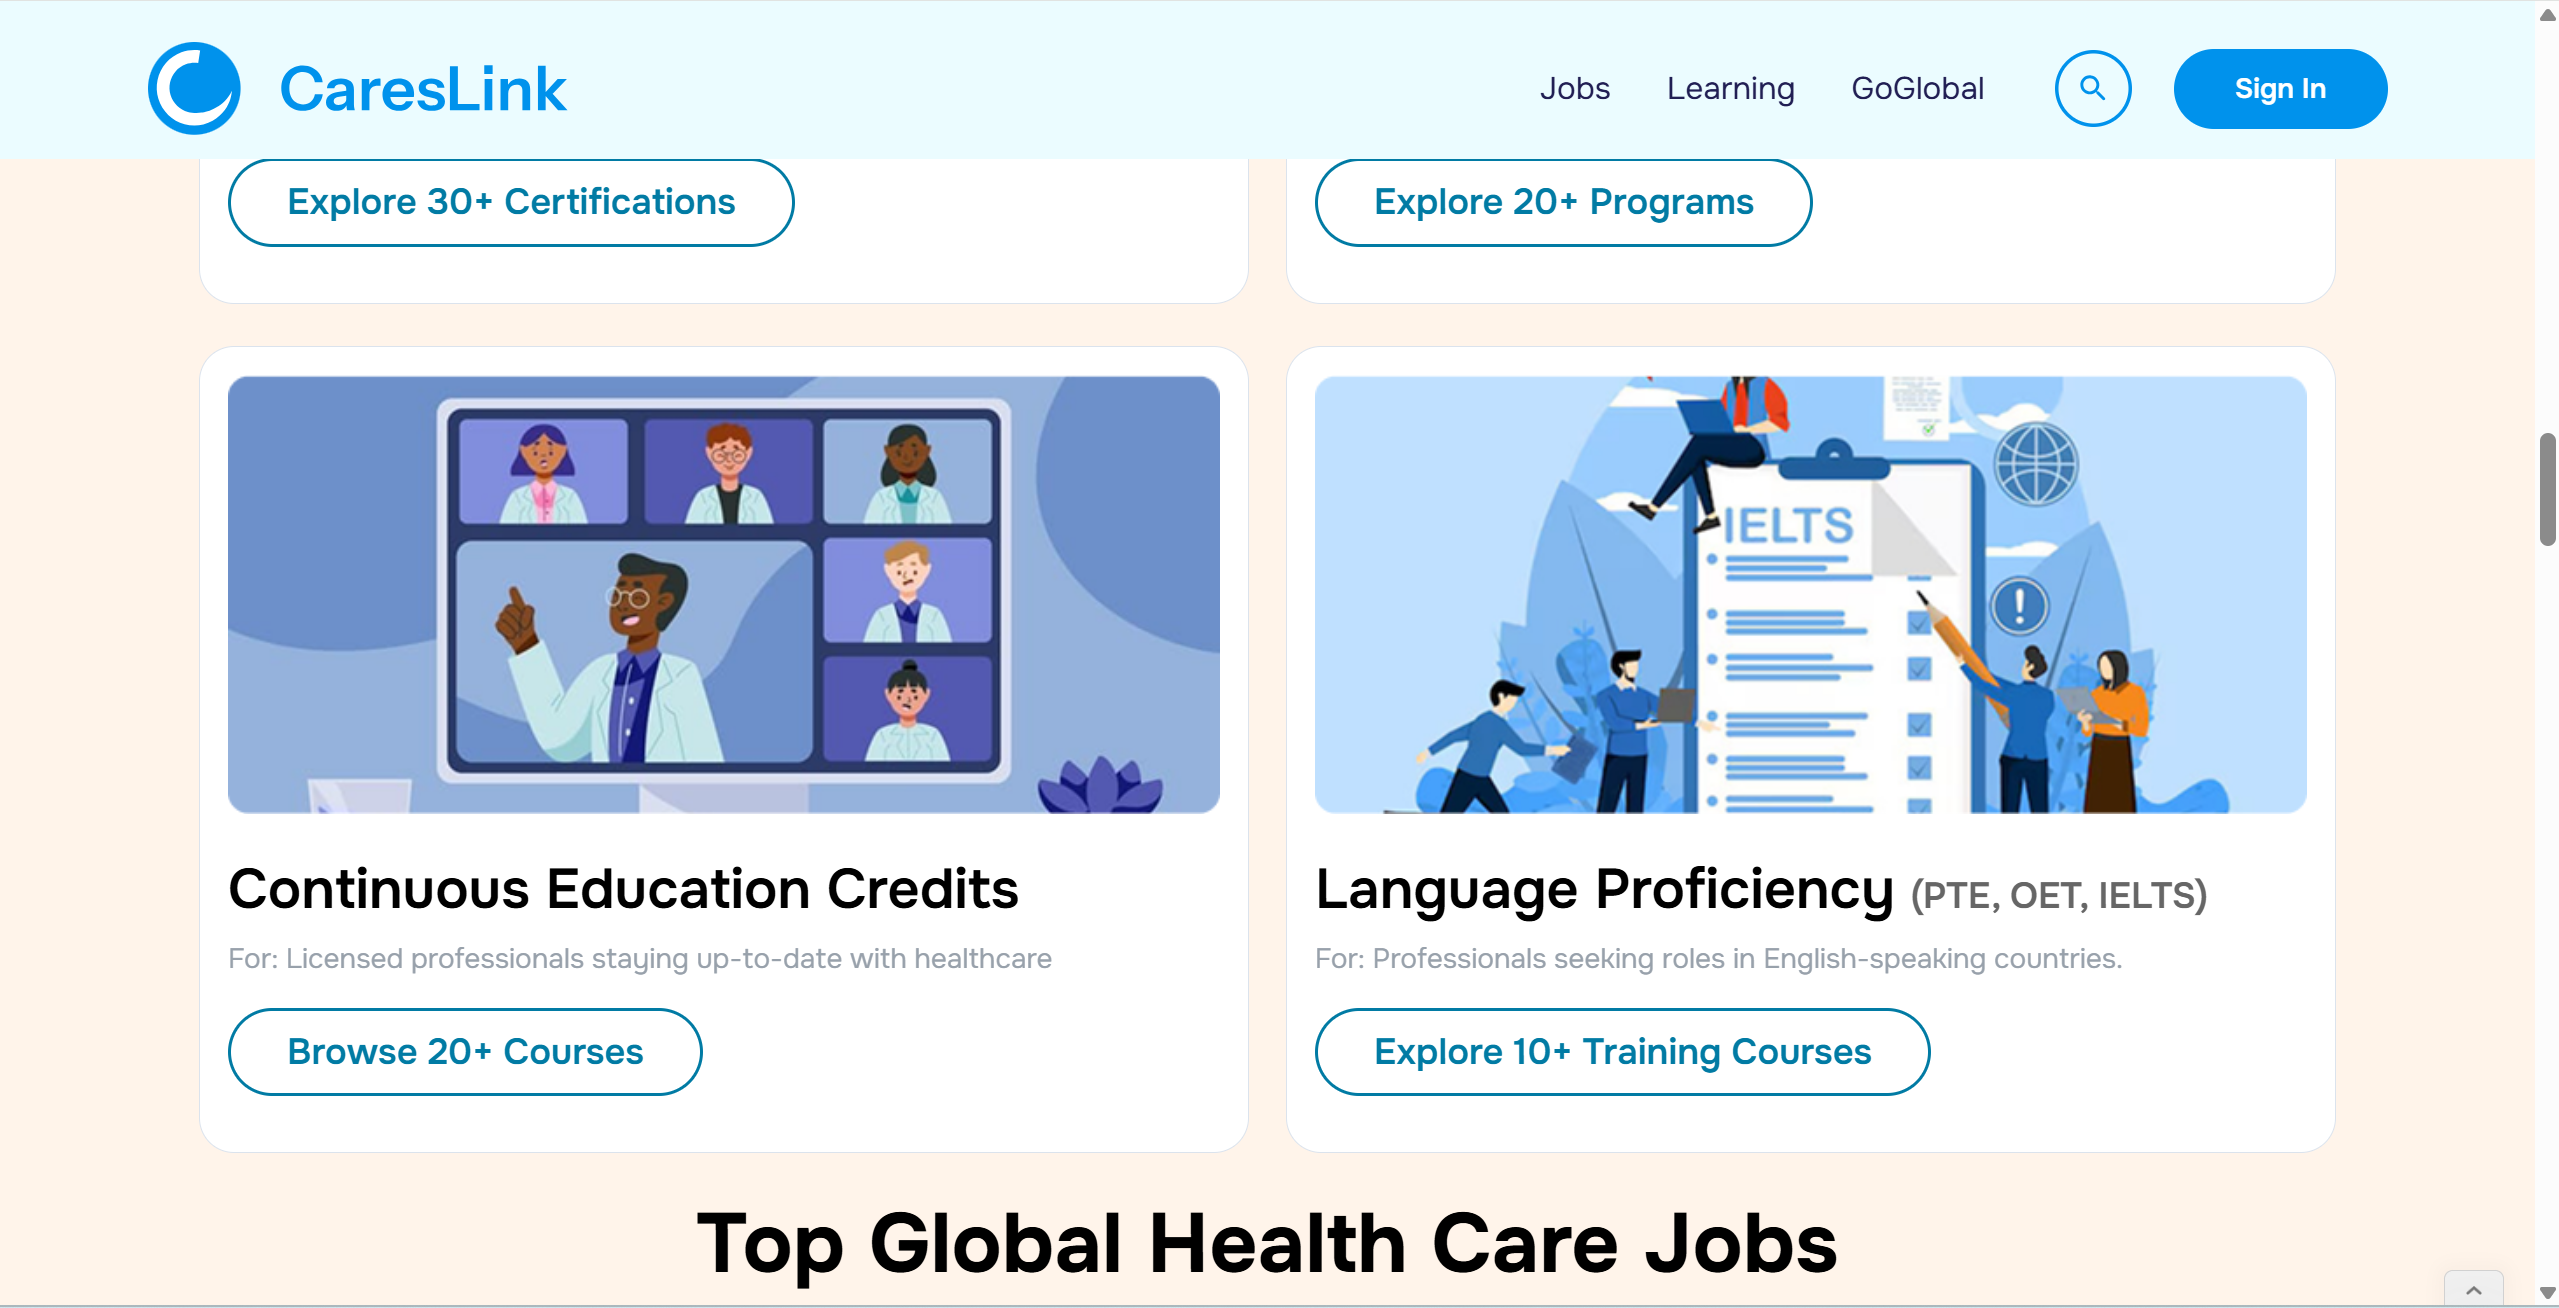 CaresLink
Jobs
Learning
GoGlobal
Sign In
Explore 30+ Certifications
Explore 20+ Programs
IELTS
Continuous Education Credits
For: Licensed professionals staying up-to-date with healthcare
Browse 20+ Courses
Language Proficiency (PTE, OET, IELTS)
For: Professionals seeking roles in English-speaking countries.
Explore 10+ Training Courses
Top Global Health Care Jobs